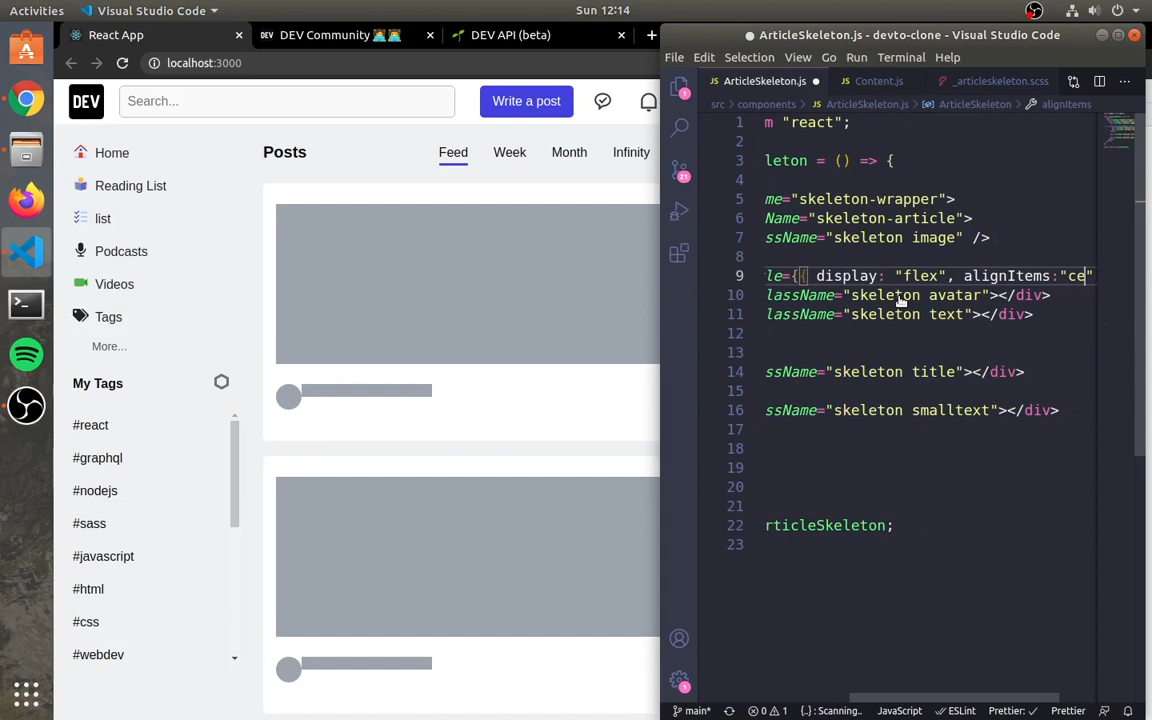 Activities
Visual Studio Code
Sun 12:14
React App
DEV Community
DEV API (beta)
localhost:3000
DEV
Search...
Write a post
Home
Reading List
list
Podcasts
Videos
Tags
More...
My Tags
#react
#graphql
#nodejs
#sass
#javascript
#html
#css
#webdev
Posts
Feed
Week
Month
Infinity
ArticleSkeleton.js - devto-clone - Visual Studio Code
File Edit Selection View Go Run Terminal Help
ArticleSkeleton.js
Content.js
_articleskeleton.scss
src > components > JS ArticleSkeleton.js > ArticleSkeleton > alignItems
1 m "react";
2
3 leton = () => {
4
5 me="skeleton-wrapper">
6 Name="skeleton-article">
7 ssName="skeleton image" />
8
9 le={{ display: "flex", alignItems:"ce"
10 lassName="skeleton avatar"></div>
11 lassName="skeleton text"></div>
12
13
14 ssName="skeleton title"></div>
15
16 ssName="skeleton smalltext"></div>
17
18
19
20
21
22 rticleSkeleton;
23
1
21
1
main*
0 1
{..} : Scanning..
JavaScript
ESLint
Prettier: ✓
Prettier